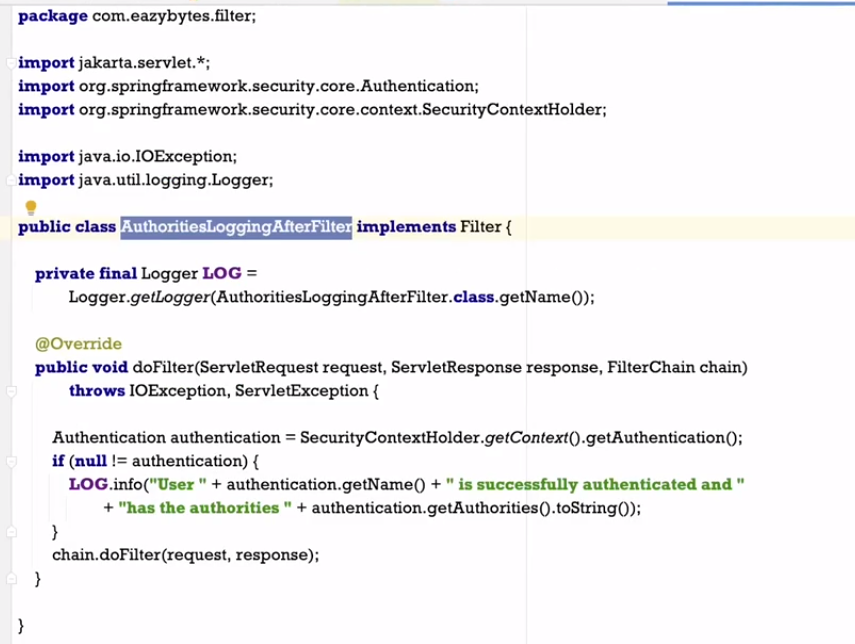 package com.eazybytes.filter;
import jakarta.servlet.*;
import org.springframework.security.core.Authentication;
import org.springframework.security.core.context.SecurityContextHolder;
import java.io.IOException;
import java.util.logging.Logger;
public class AuthoritiesLoggingAfterFilter implements Filter {
private final Logger LOG =
Logger.getLogger(AuthoritiesLoggingAfterFilter.class.getName());
@Override
public void doFilter(ServletRequest request, ServletResponse response, FilterChain chain)
throws IOException, ServletException {
Authentication authentication = SecurityContextHolder.getContext().getAuthentication();
if (null != authentication) {
LOG.info("User " + authentication.getName() + " is successfully authenticated and "
+ "has the authorities " + authentication.getAuthorities().toString());
}
chain.doFilter(request, response);
}
}